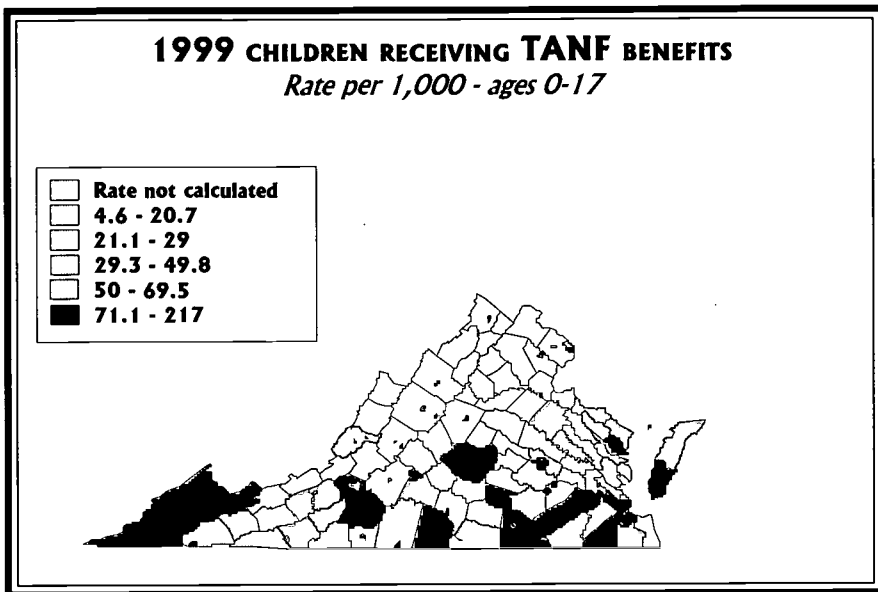 1999 CHILDREN RECEIVING TANF BENEFITS
Rate per 1,000 - ages 0-17
Rate not calculated
4.6 - 20.7
21.1 - 29
29.3 - 49.8
50 - 69.5
71.1 - 217